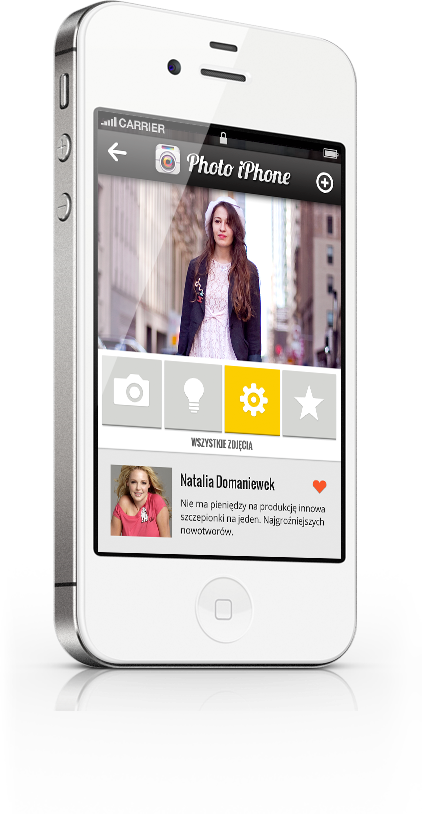 CARRIER
Photo iPhone
WSZYSTKIE ZDJĘCIA
Natalia Domaniewek
Nie ma pieniędzy na produkcję innowa
szczepionki na jeden. Najgroźniejszych
nowotworów.